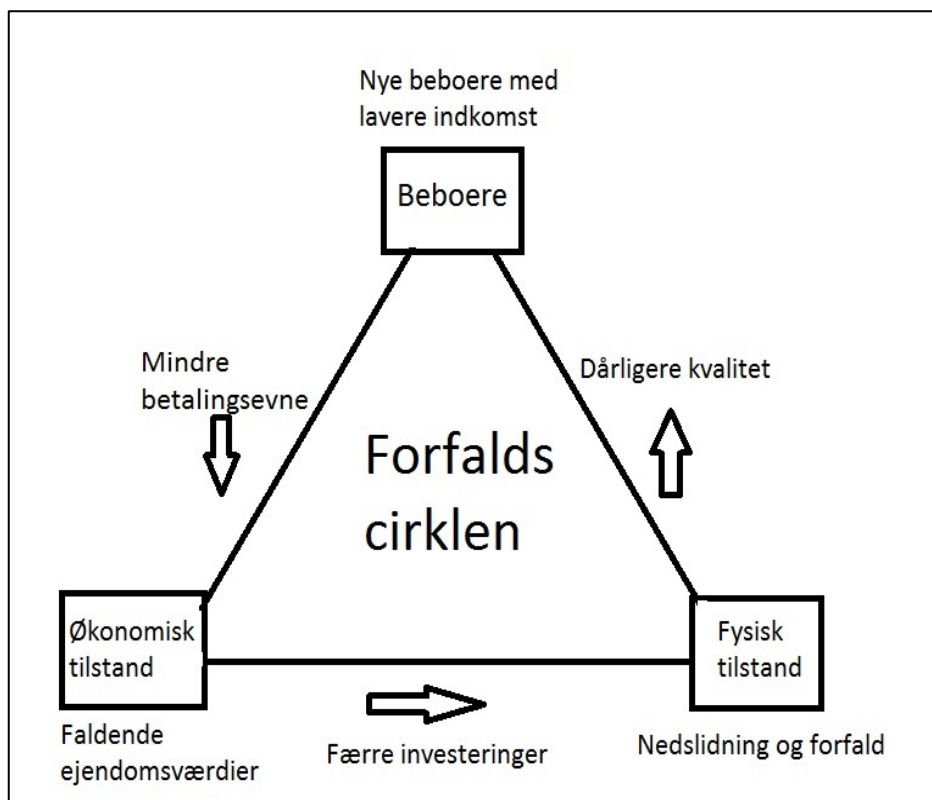 Nye beboere med
lavere indkomst
Beboere
Mindre
betalingsevne
Dårligere kvalitet
Forfalds
cirklen
Økonomisk
tilstand
Fysisk
tilstand
Faldende
ejendomsværdier
Færre investeringer
Nedslidning og forfald